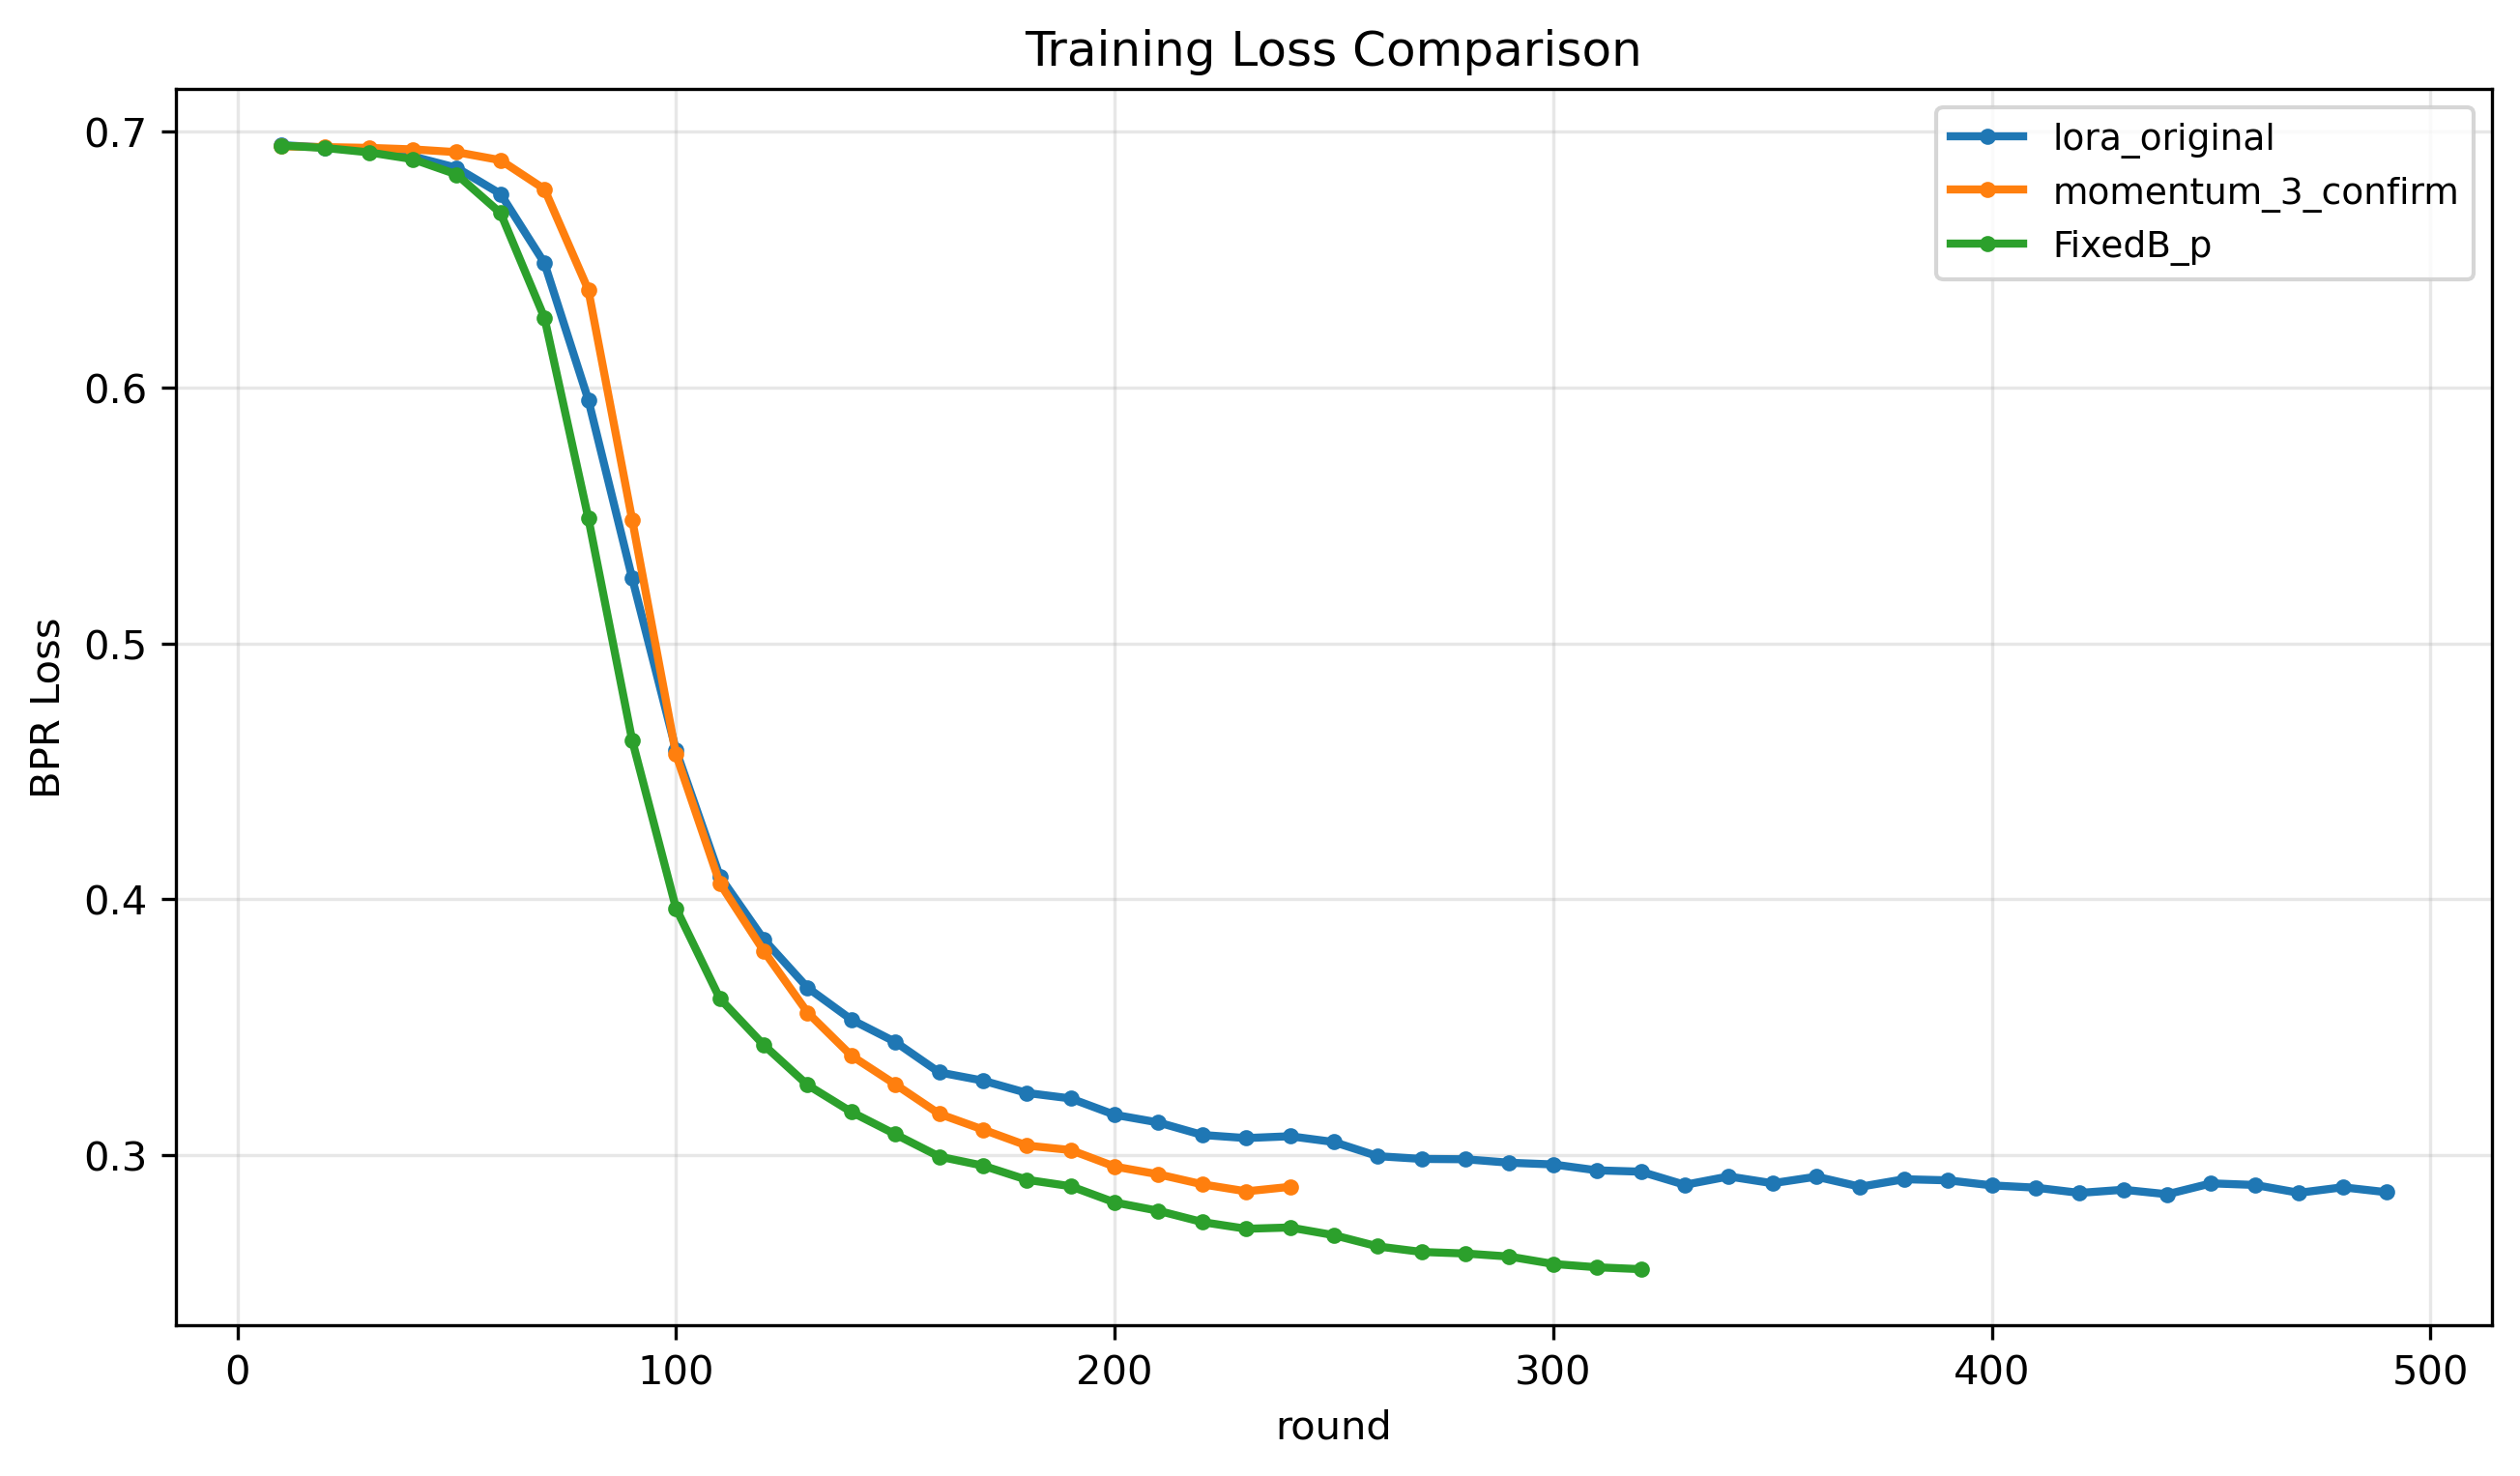 Training Loss Comparison
lora_original
momentum_3_confirm
FixedB_p
BPR Loss
0.7
0.6
0.5
0.4
0.3
0 100 200 300 400 500
round